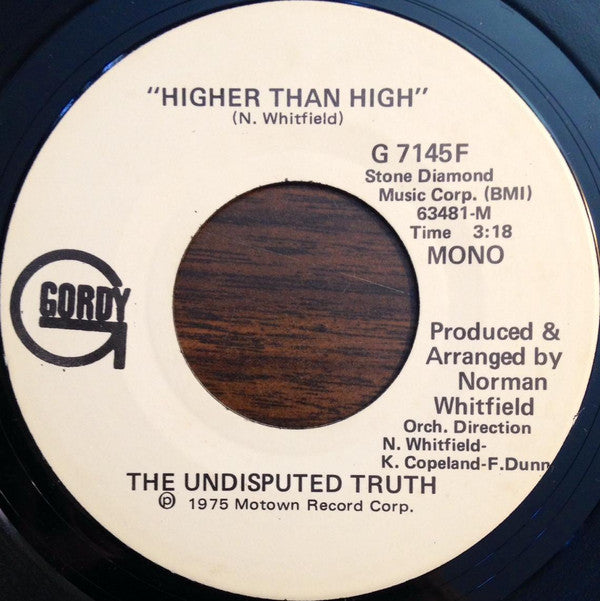 "HIGHER THAN HIGH"
(N. Whitfield)
G 7145F
Stone Diamond
Music Corp. (BMI)
63481-M
Time 3:18
MONO
GORDY
Produced &
Arranged by
Norman
Whitfield
Orch. Direction
N. Whitfield-
K. Copeland-F.Dunn
THE UNDISPUTED TRUTH
℗ 1975 Motown Record Corp.